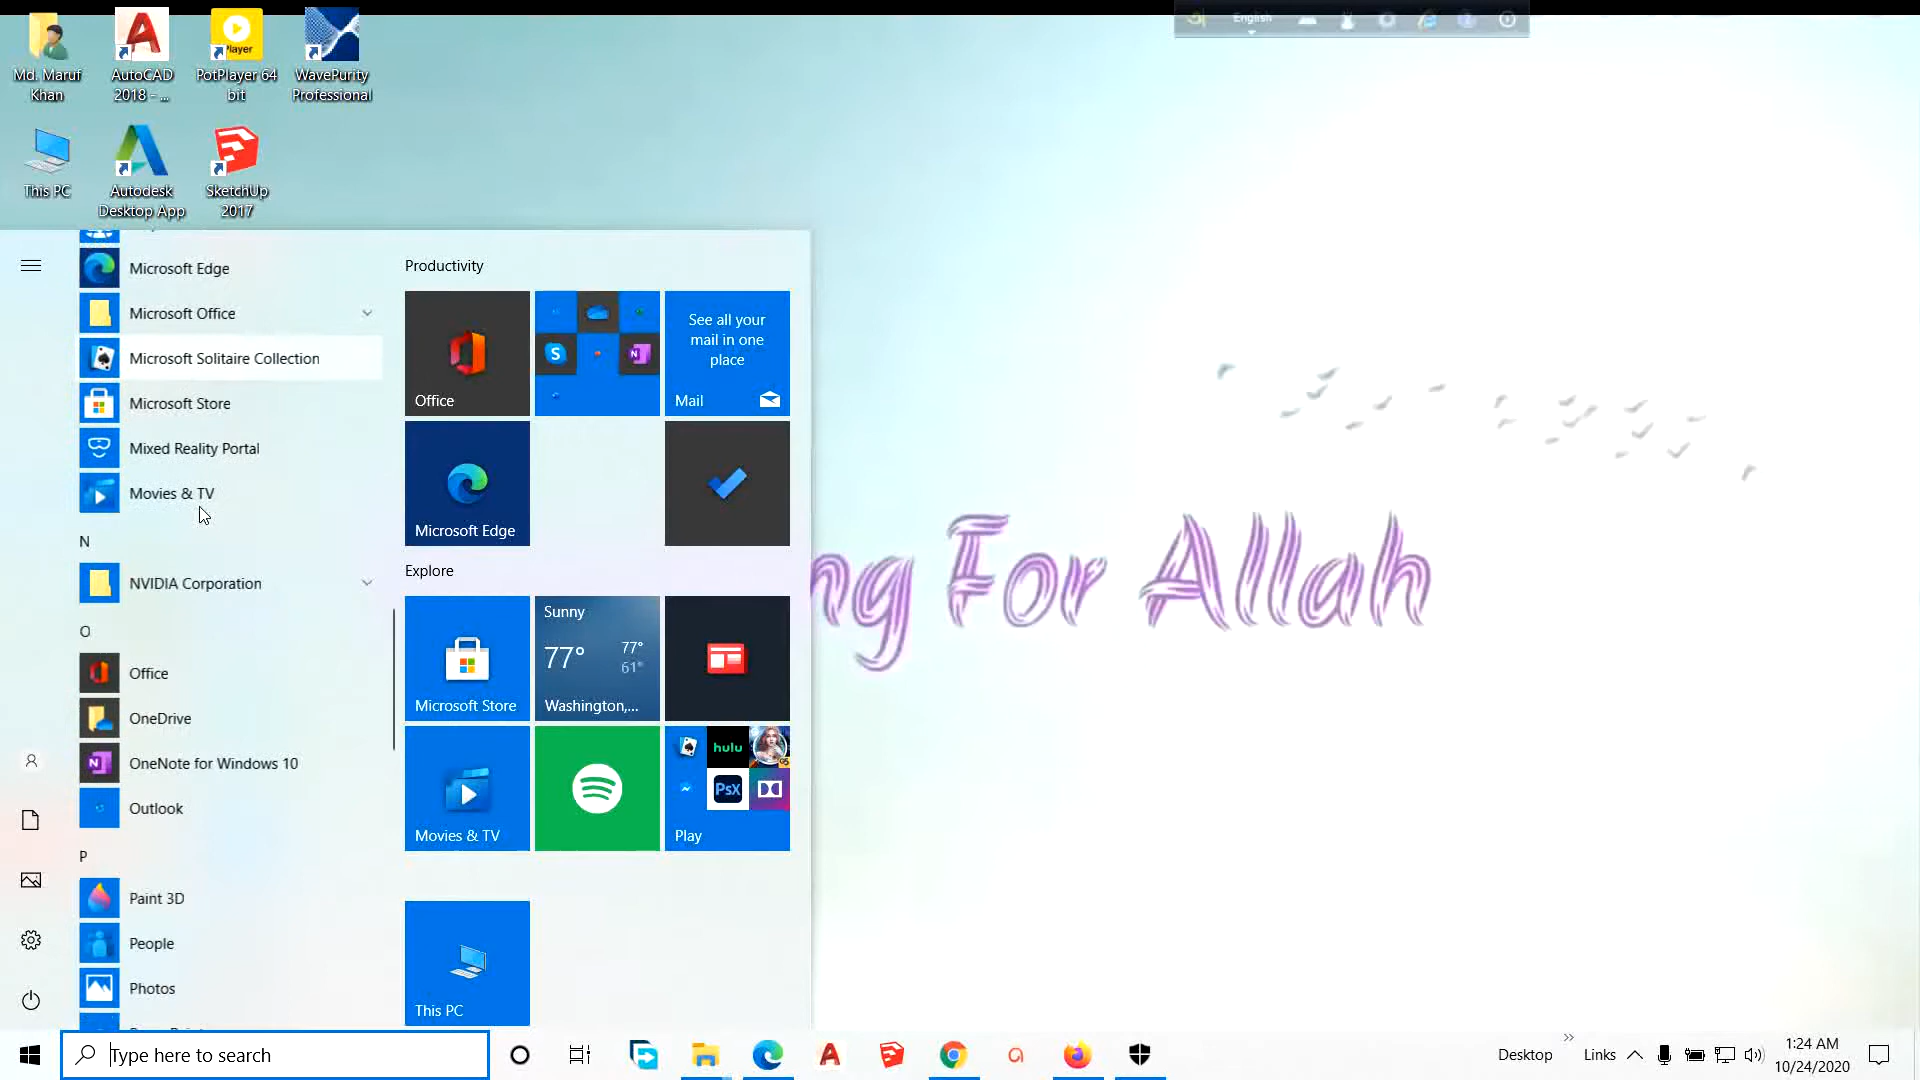 English
Md. Maruf
Khan
AutoCAD
2018 - ...
Player
PotPlayer 64
bit
WavePurity
Professional
This PC
Autodesk
Desktop App
SketchUp
2017
Microsoft Edge
Microsoft Office
Microsoft Solitaire Collection
Microsoft Store
Mixed Reality Portal
Movies & TV
N
NVIDIA Corporation
O
Office
OneDrive
OneNote for Windows 10
Outlook
P
Paint 3D
People
Photos
Productivity
Office
See all your
mail in one
place
Mail
Microsoft Edge
Explore
Microsoft Store
Sunny
77°
77°
61°
Washington,...
Movies & TV
hulu
PsX
Play
This PC
ng For Allah
Type here to search
Desktop
Links
1:24 AM
10/24/2020